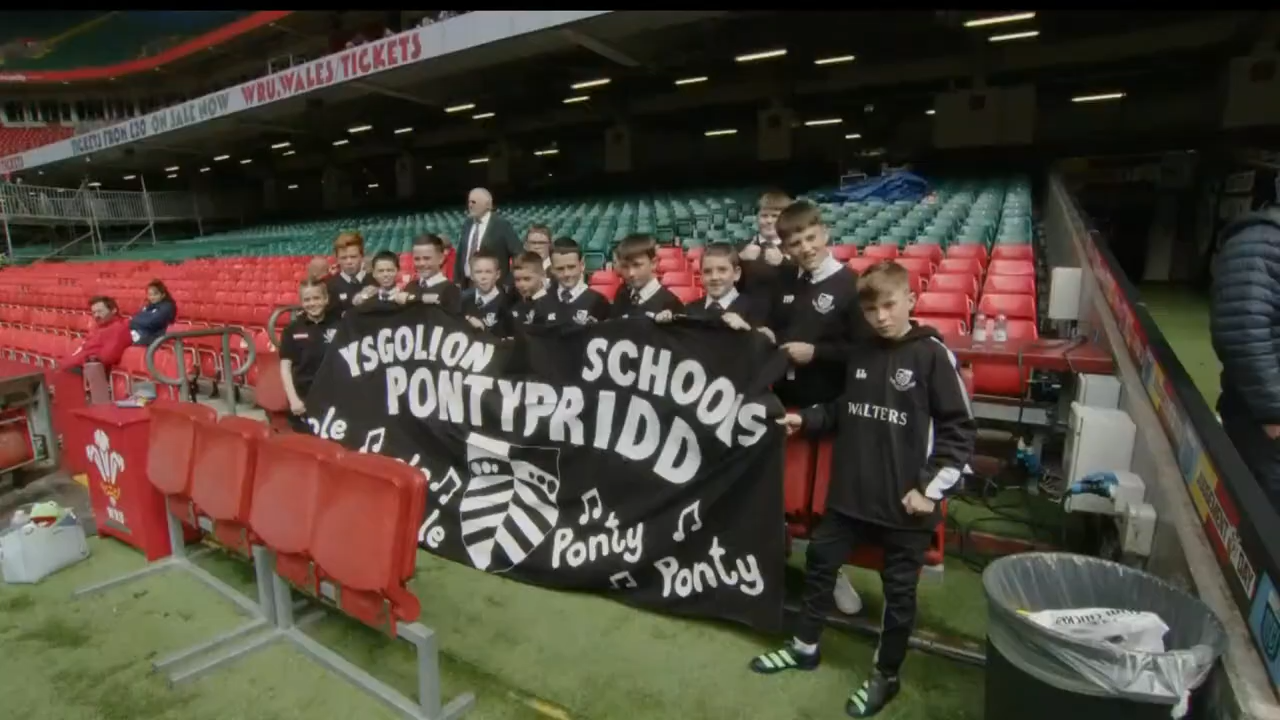 TICKETS FROM £20 ON SALE NOW WRU.WALES/TICKETS
YSGOLION SCHOOLS
PONTYPRIDD
Ponty
Ponty
WALTERS